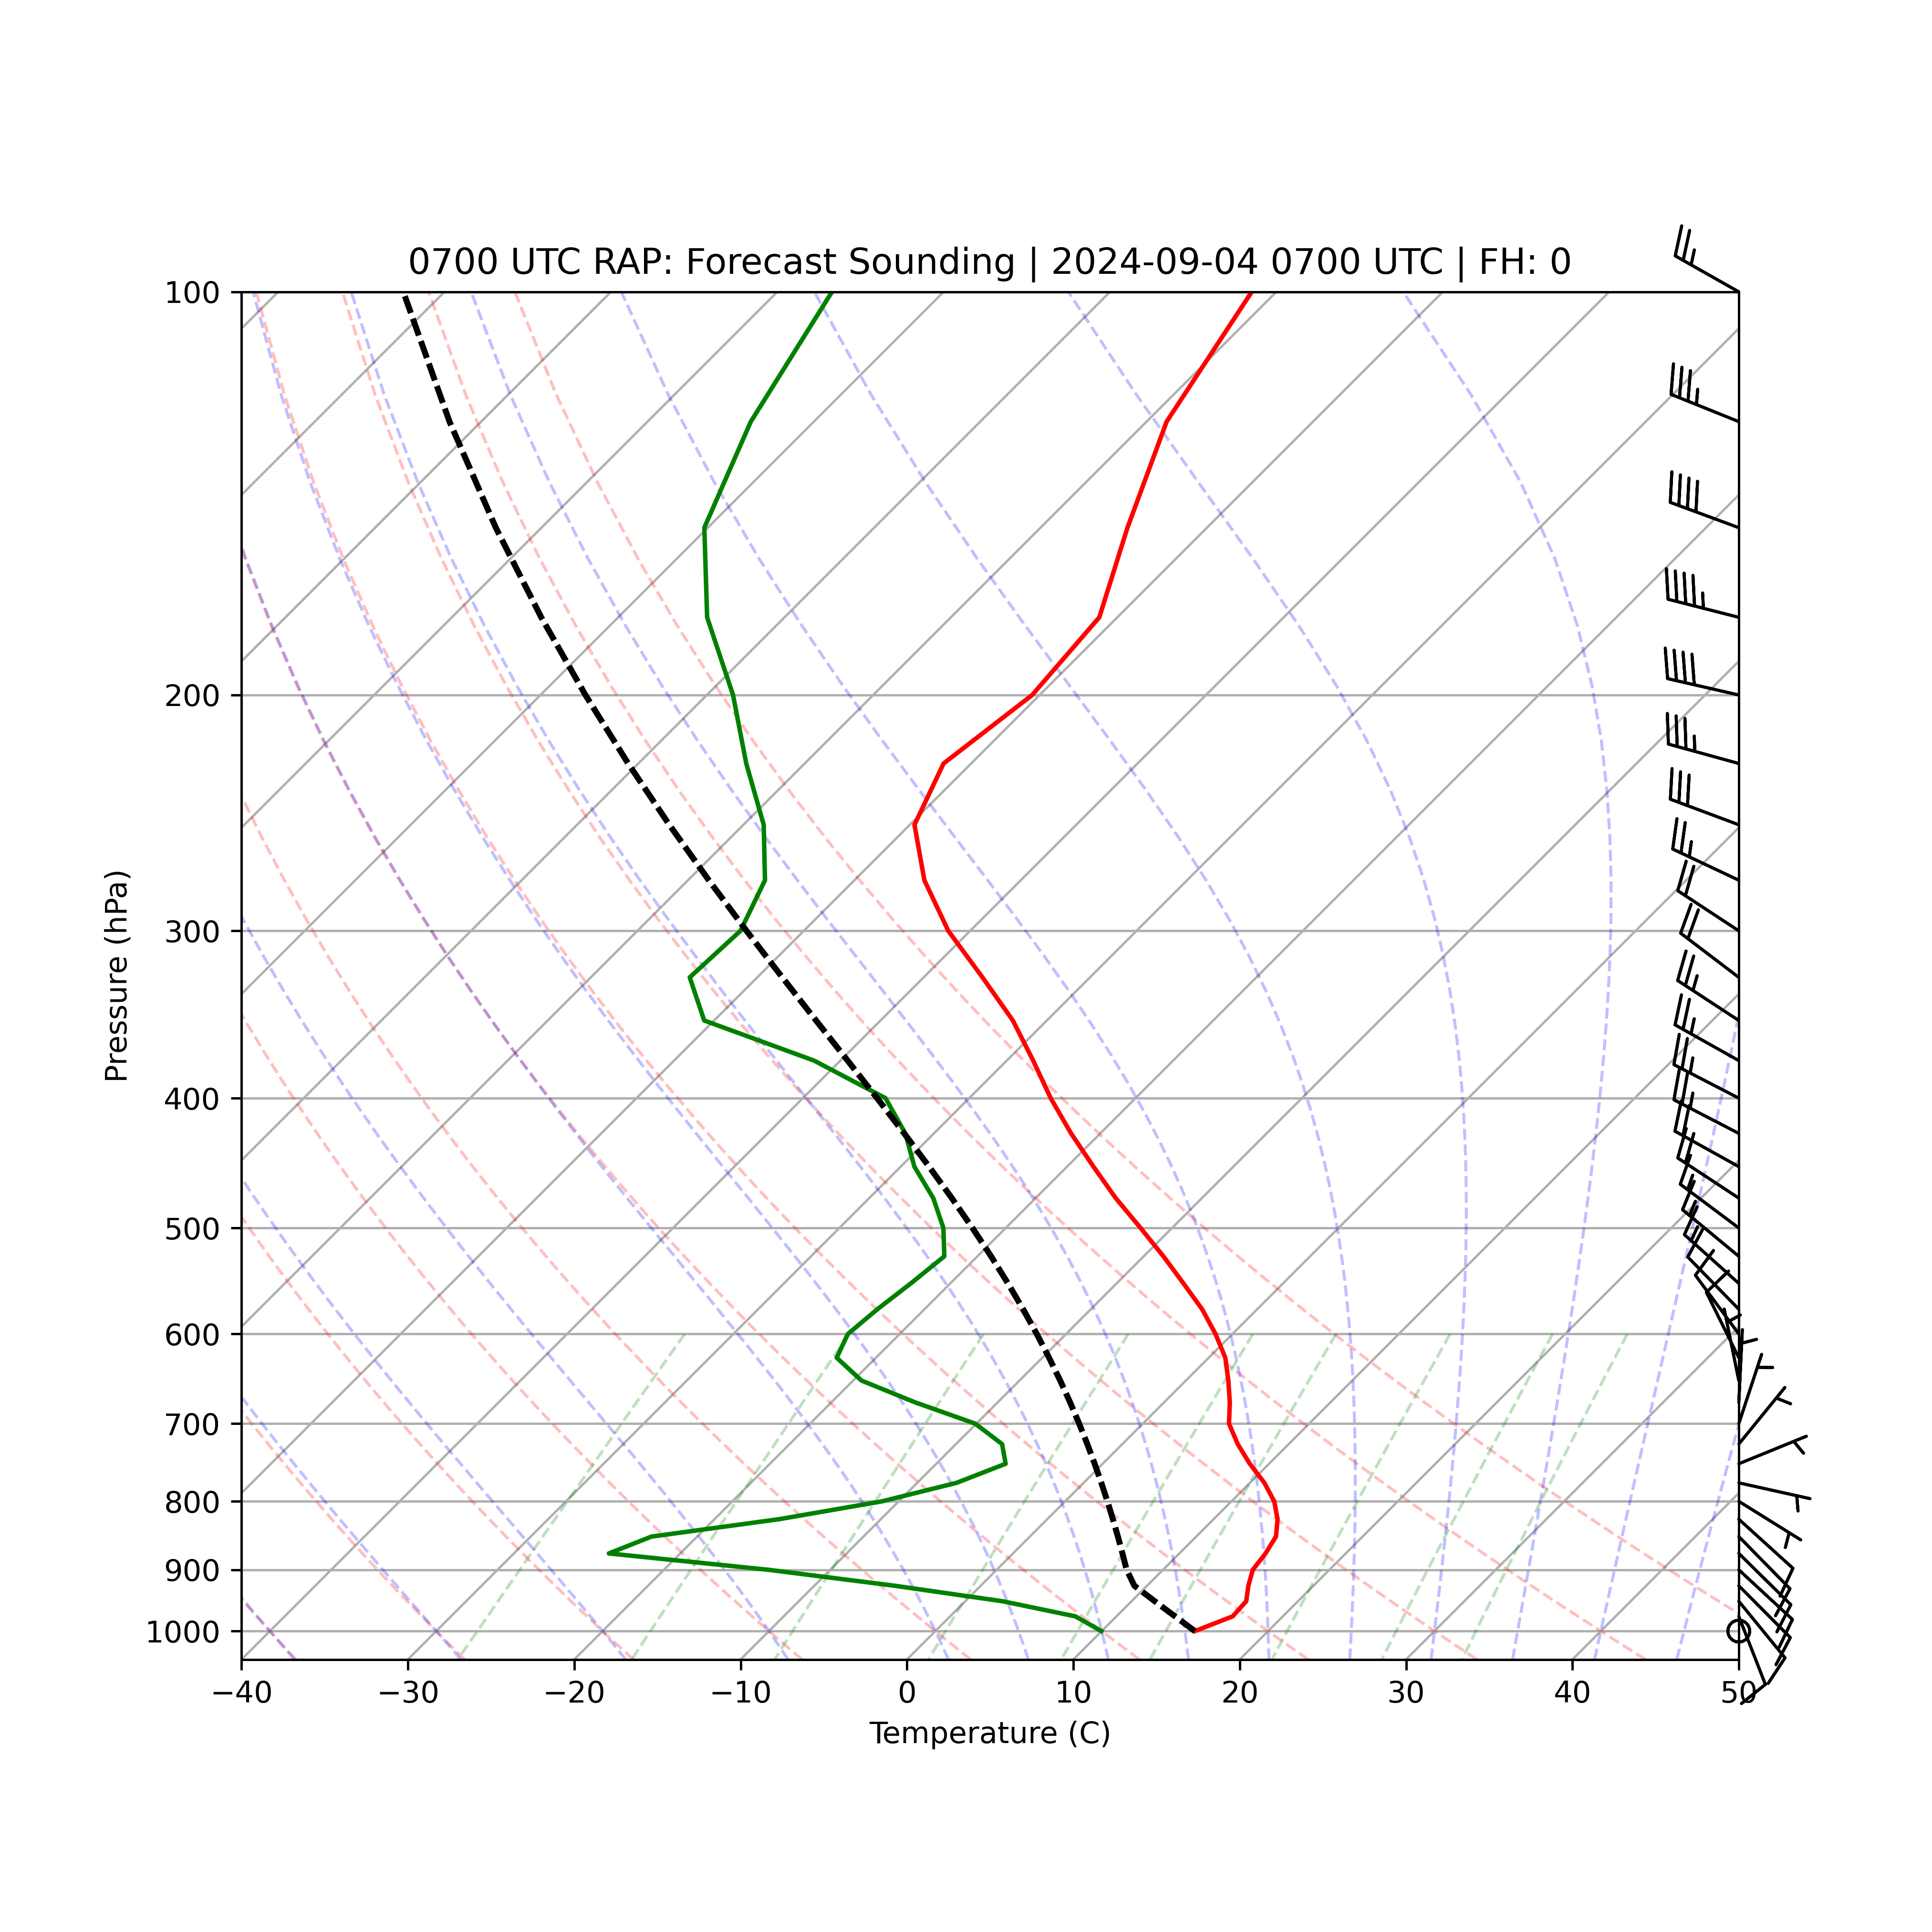 0700 UTC RAP: Forecast Sounding | 2024-09-04 0700 UTC | FH: 0
100
200
300
400
500
600
700
800
900
1000
Pressure (hPa)
−40 −30 −20 −10 0 10 20 30 40 50
Temperature (C)